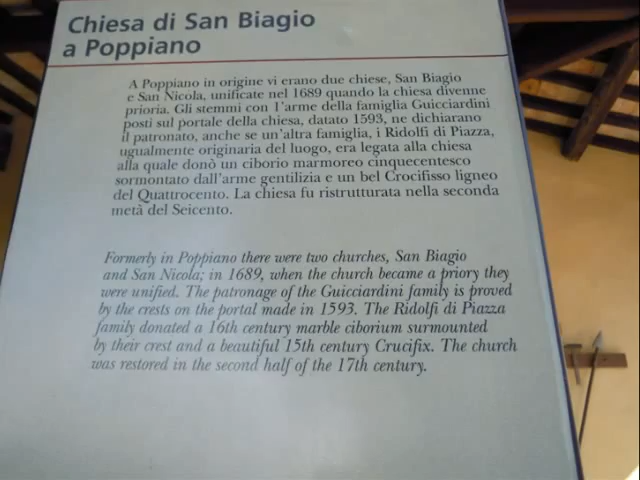 Chiesa di San Biagio
a Poppiano
A Poppiano in origine vi erano due chiese, San Biagio
e San Nicola, unificate nel 1689 quando la chiesa divenne
prioria. Gli stemmi con l'arme della famiglia Guicciardini
posti sul portale della chiesa, datato 1593, ne dichiarano
il patronato, anche se un'altra famiglia, i Ridolfi di Piazza,
ugualmente originaria del luogo, era legata alla chiesa
alla quale donò un ciborio marmoreo cinquecentesco
sormontato dall'arme gentilizia e un bel Crocifisso ligneo
del Quattrocento. La chiesa fu ristrutturata nella seconda
metà del Seicento.
Formerly in Poppiano there were two churches, San Biagio
and San Nicola; in 1689, when the church became a priory they
were unified. The patronage of the Guicciardini family is proved
by the crests on the portal made in 1593. The Ridolfi di Piazza
family donated a 16th century marble ciborium surmounted
by their crest and a beautiful 15th century Crucifix. The church
was restored in the second half of the 17th century.